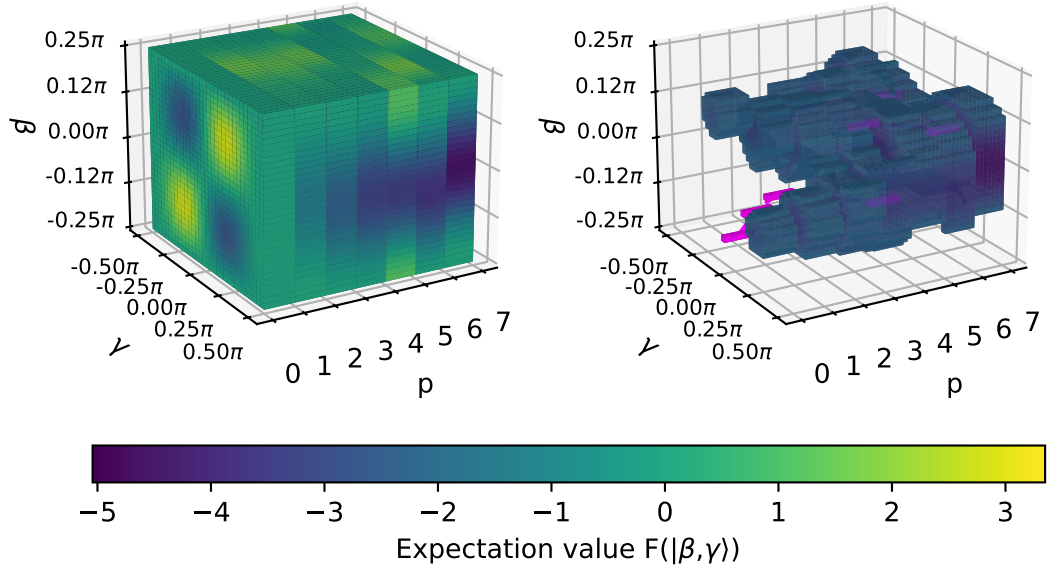 0.25π
0.12π
0.00π
-0.12π
-0.25π
β
-0.50π
-0.25π
0.00π
0.25π
0.50π
γ
0 1 2 3 4 5 6 7
p
0.25π
0.12π
0.00π
-0.12π
-0.25π
β
-0.50π
-0.25π
0.00π
0.25π
0.50π
γ
0 1 2 3 4 5 6 7
p
−5 −4 −3 −2 −1 0 1 2 3
Expectation value F(|β,γ⟩)